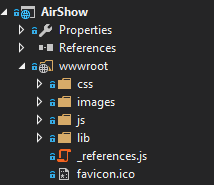 AirShow
Properties
References
wwwroot
css
images
js
lib
_references.js
favicon.ico